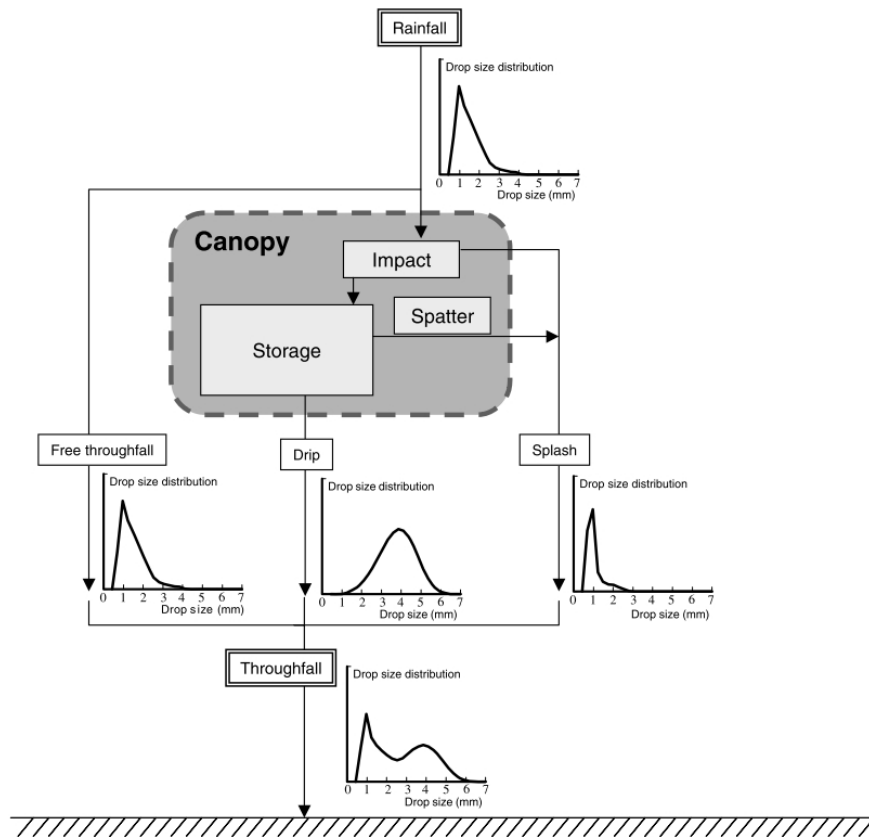 Rainfall
Drop size distribution
0 1 2 3 4 5 6 7
Drop size (mm)
Canopy
Impact
Spatter
Storage
Free throughfall
Drip
Splash
Drop size distribution
0 1 2 3 4 5 6 7
Drop size (mm)
Drop size distribution
0 1 2 3 4 5 6 7
Drop size (mm)
Drop size distribution
0 1 2 3 4 5 6 7
Drop size (mm)
Throughfall
Drop size distribution
0 1 2 3 4 5 6 7
Drop size (mm)